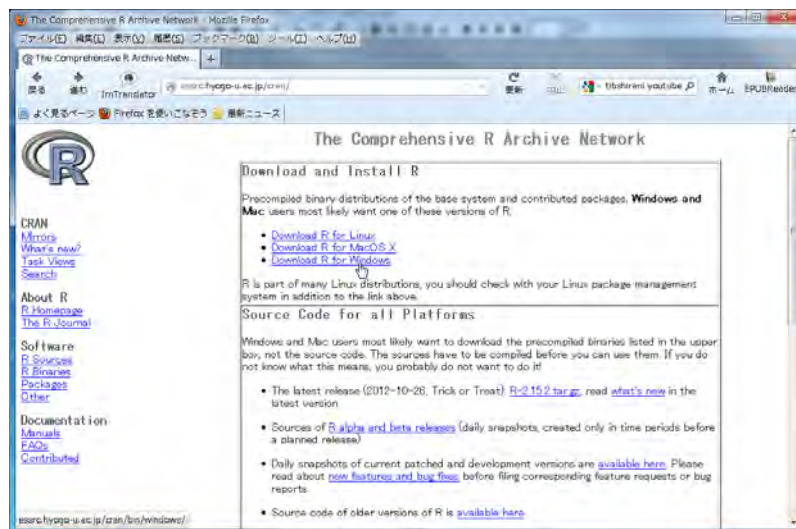 The Comprehensive R Archive Network - Mozilla Firefox
ファイル(F) 編集(E) 表示(V) 履歴(S) ブックマーク(B) ツール(T) ヘルプ(H)
The Comprehensive R Archive Netw... +
essrc.hyogo-u.ac.jp/cran/
戻る 進む ImTranslator 更新 中止 tibshirani youtube ホーム EPUBReader
よく見るページ Firefox を使いこなそう 最新ニュース
The Comprehensive R Archive Network
R
CRAN
Mirrors
What's new?
Task Views
Search
About R
R Homepage
The R Journal
Software
R Sources
R Binaries
Packages
Other
Documentation
Manuals
FAQs
Contributed
Download and Install R
Precompiled binary distributions of the base system and contributed packages, Windows and
Mac users most likely want one of these versions of R:
• Download R for Linux
• Download R for MacOS X
• Download R for Windows
R is part of many Linux distributions, you should check with your Linux package management
system in addition to the link above.
Source Code for all Platforms
Windows and Mac users most likely want to download the precompiled binaries listed in the upper
box, not the source code. The sources have to be compiled before you can use them. If you do
not know what this means, you probably do not want to do it!
• The latest release (2012-10-26, Trick or Treat): R-2.15.2.tar.gz, read what's new in the
latest version.
• Sources of R alpha and beta releases (daily snapshots, created only in time periods before
a planned release).
• Daily snapshots of current patched and development versions are available here. Please
read about new features and bug fixes before filing corresponding feature requests or bug
reports.
• Source code of older versions of R is available here.
essrc.hyogo-u.ac.jp/cran/bin/windows/